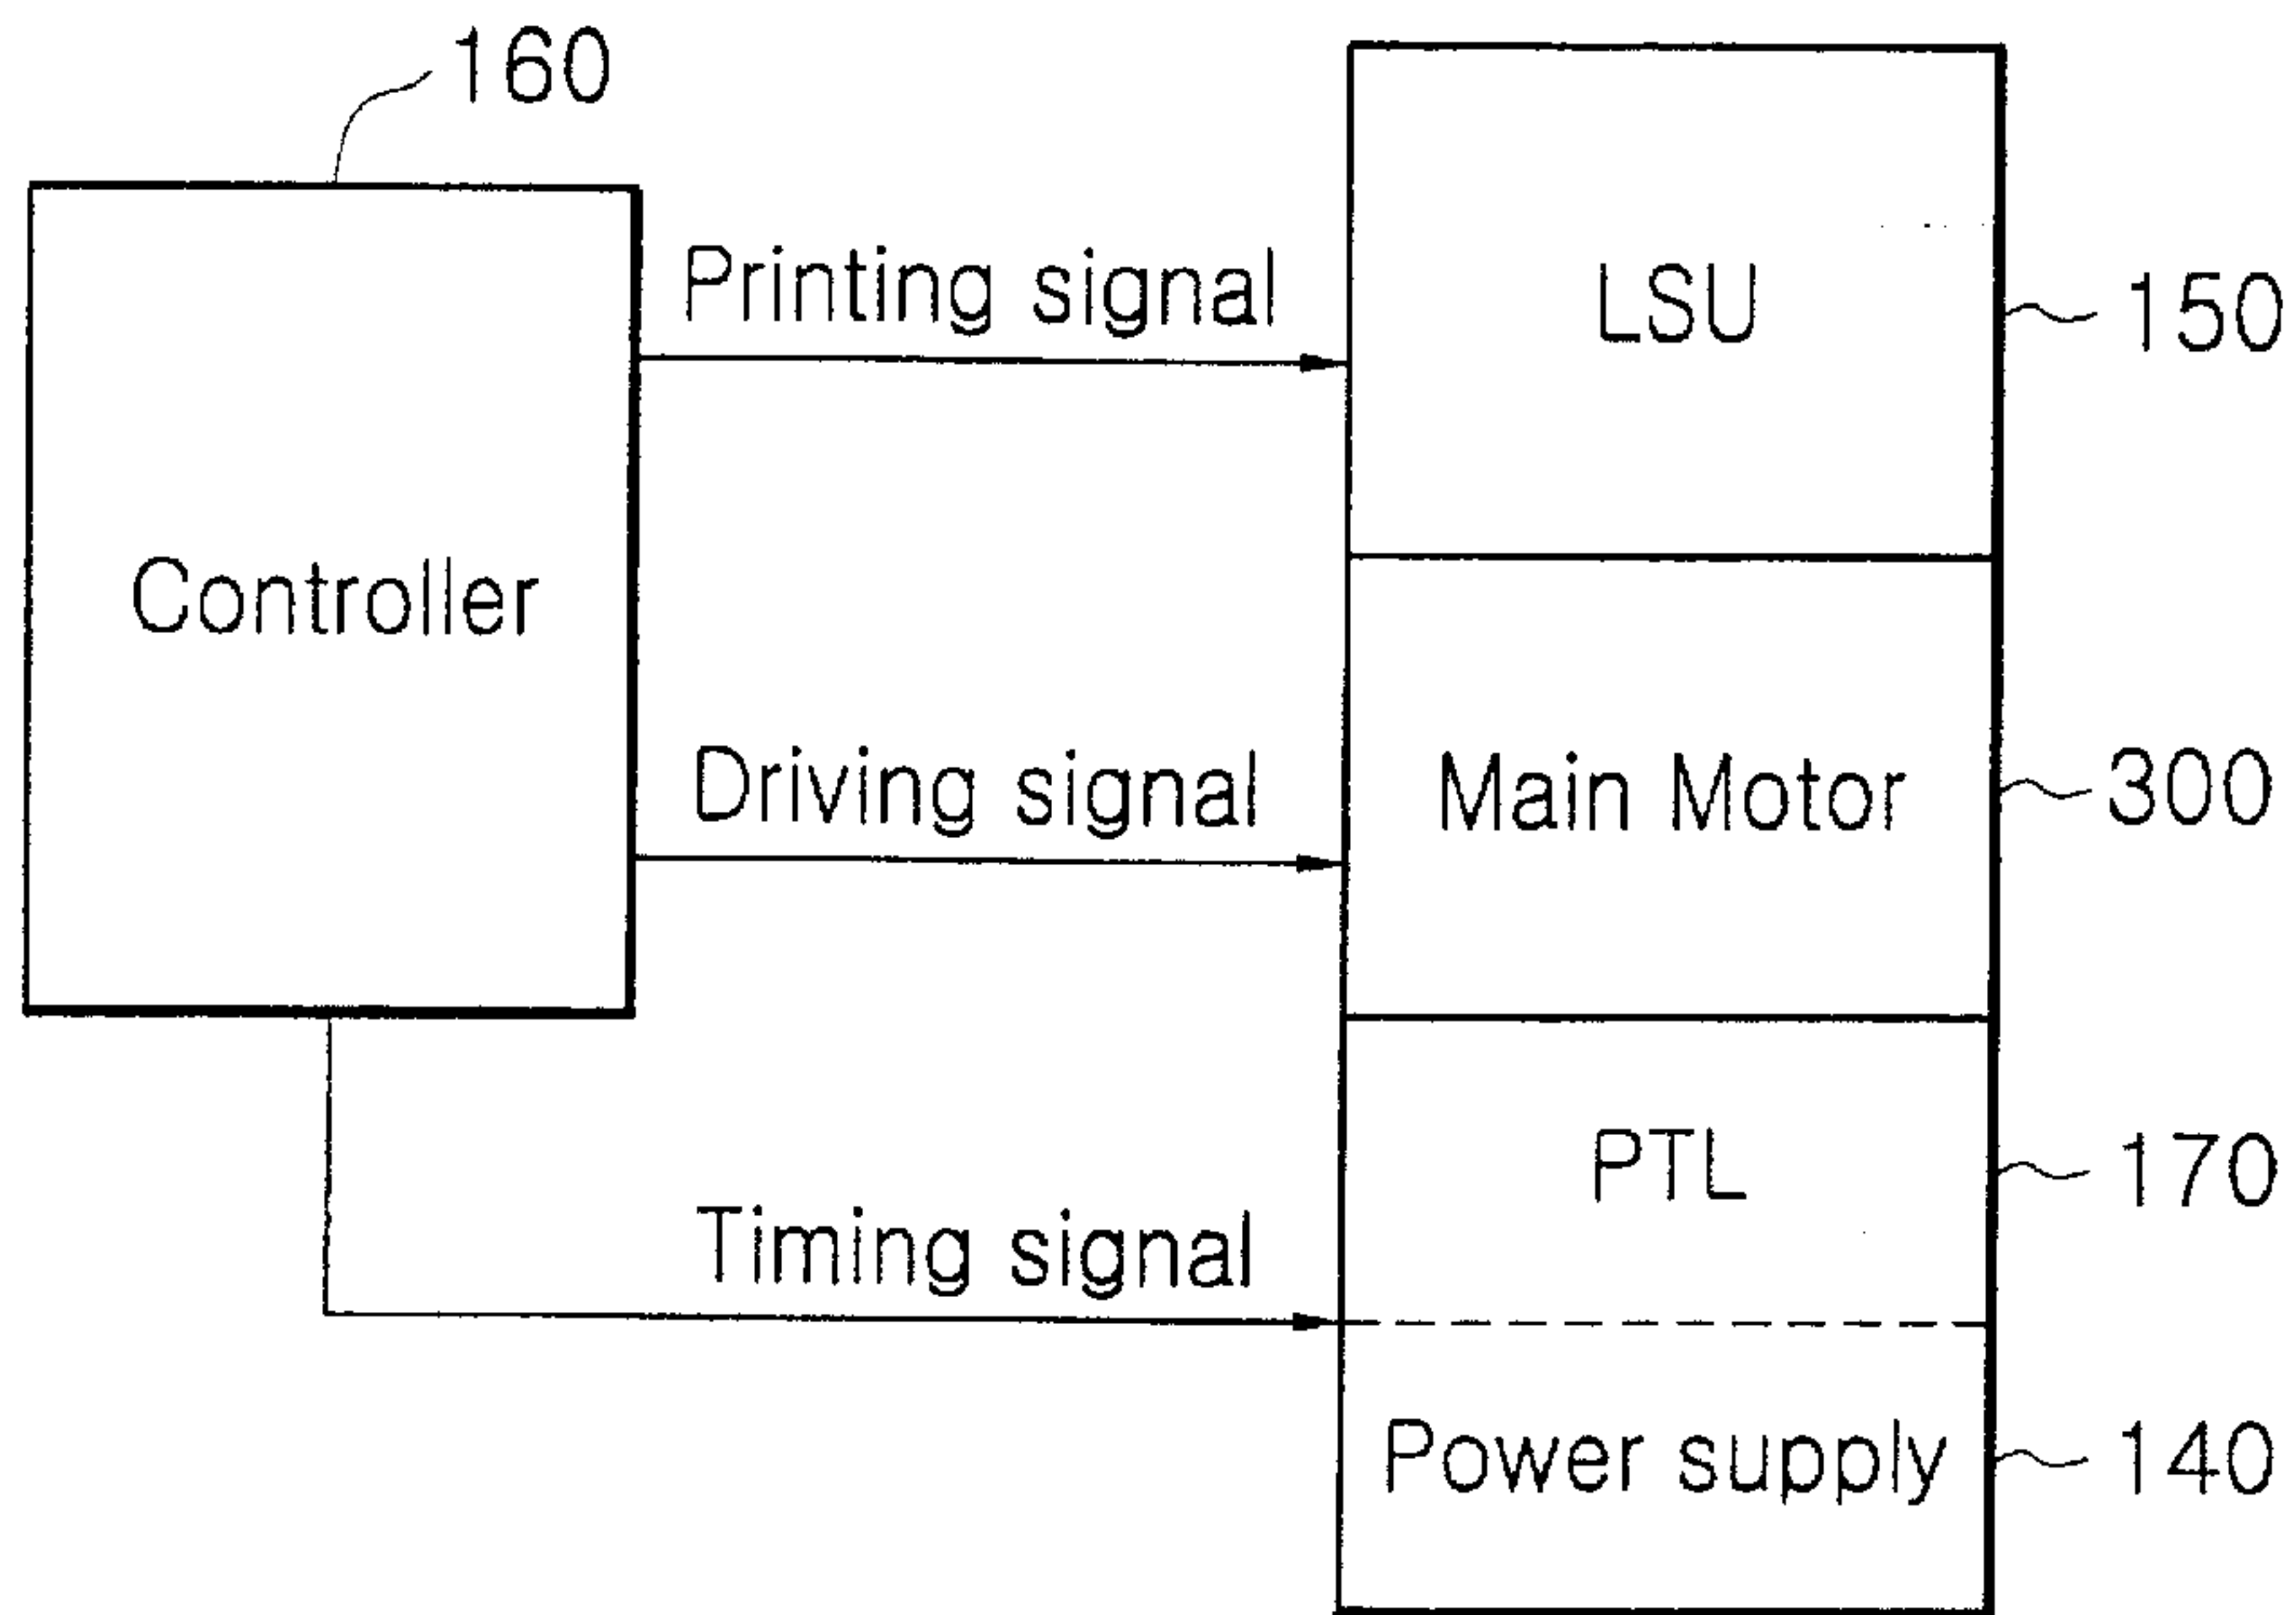 160
Printing signal
LSU
150
Controller
Driving signal
Main Motor
300
PTL
170
Timing signal
Power supply
140